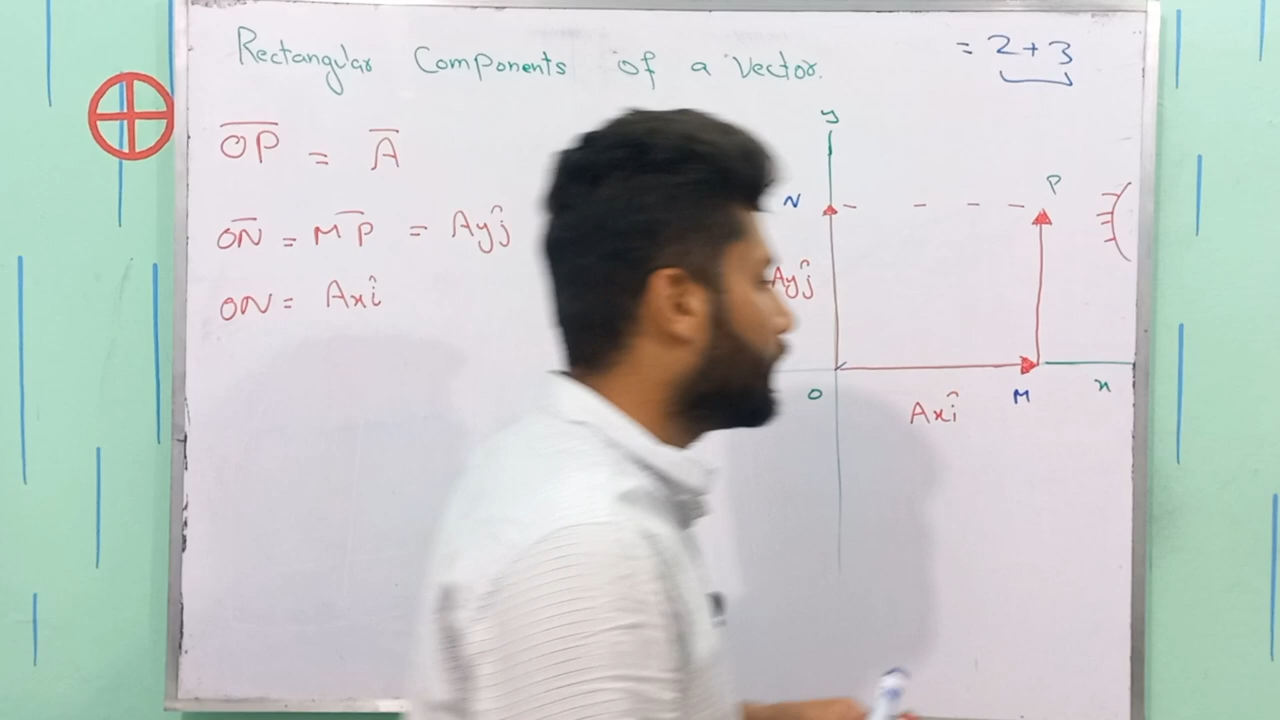 Rectangular Components of a Vector.
= 2+3
OP = A
ON = MP = Ayĵ
ON = Axî
y
N
P
Ayĵ
O
M
x
Axî